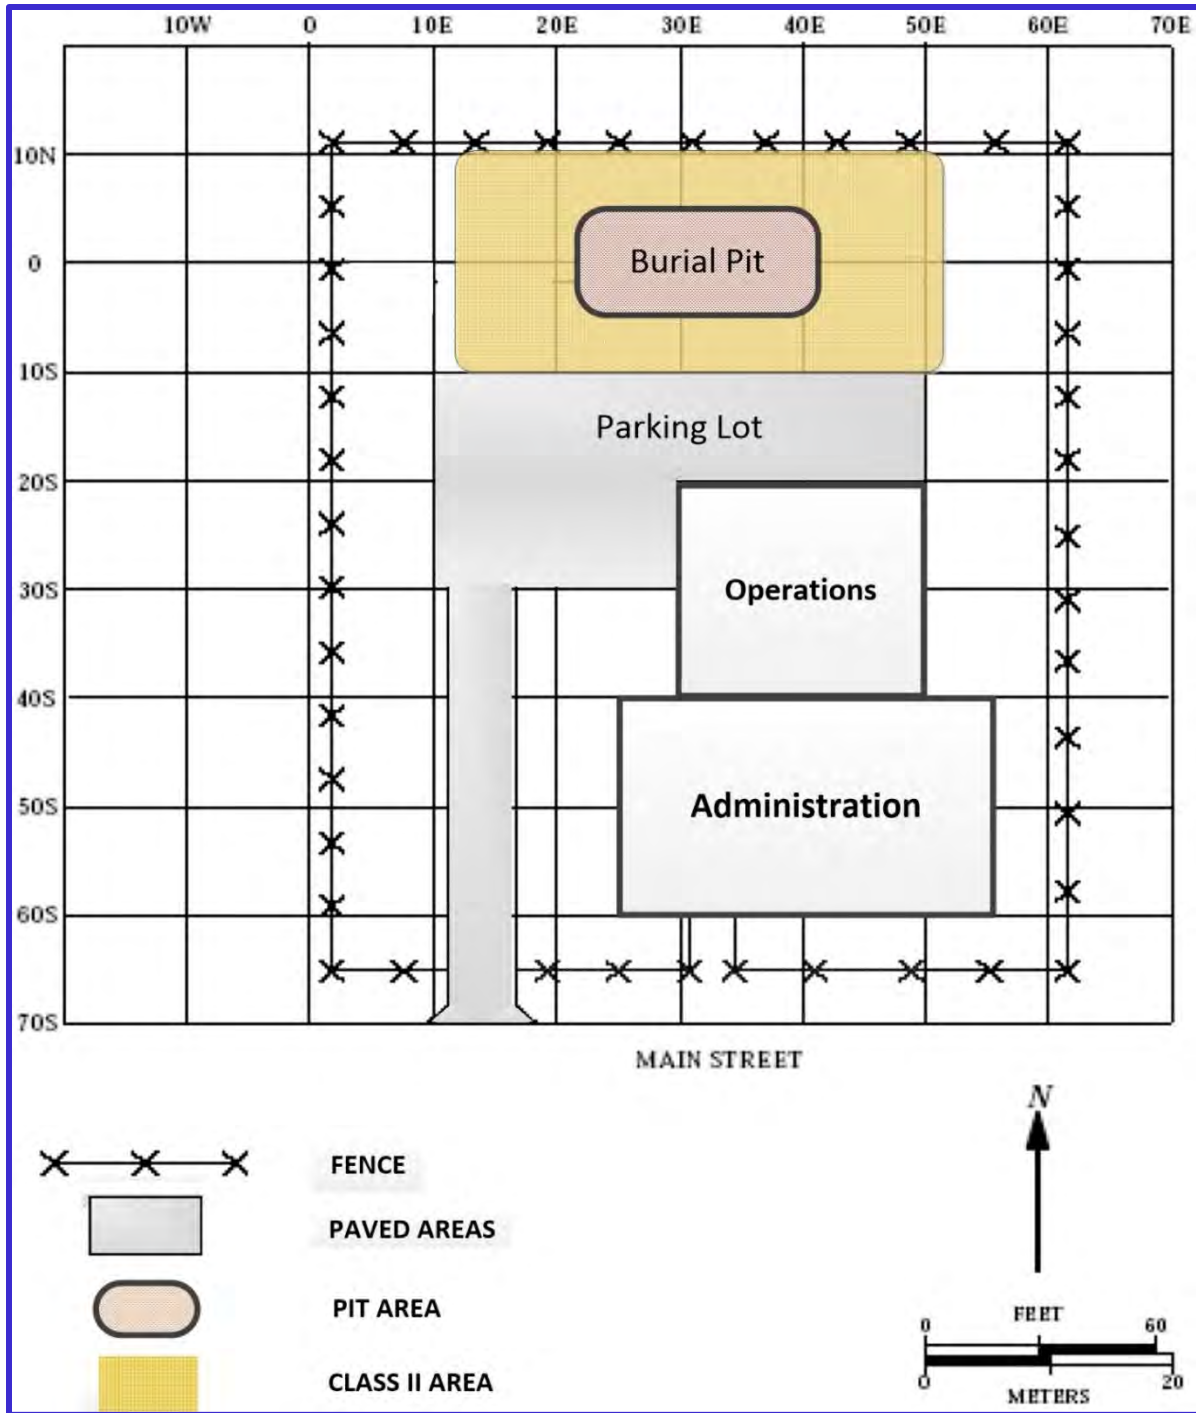 10W 0 10E 20E 30E 40E 50E 60E 70E
10N
0
Burial Pit
10S
Parking Lot
20S
30S
Operations
40S
50S
Administration
60S
70S
MAIN STREET
N
FENCE
PAVED AREAS
PIT AREA
CLASS II AREA
FEET
0 60
0 20
METERS